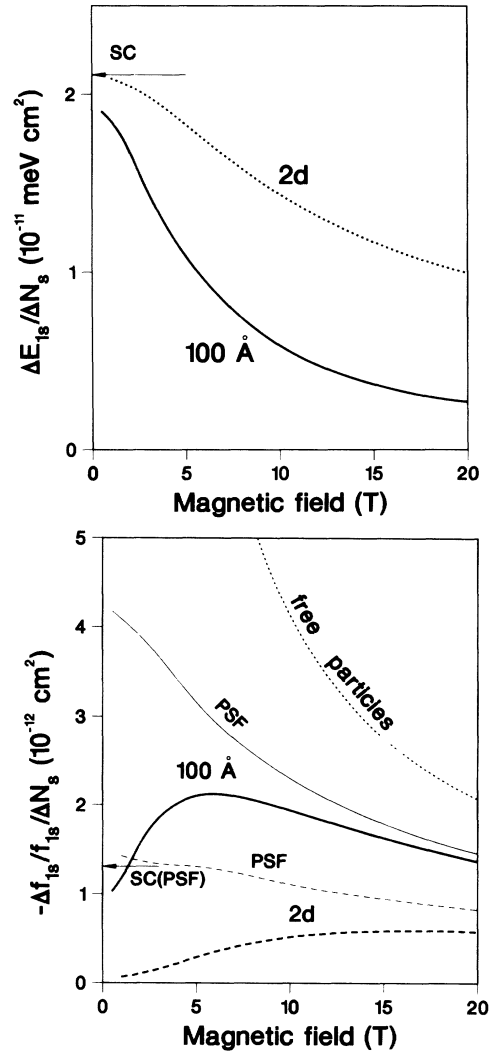 SC
2
2d
1
100 Å
0
0 5 10 15 20
ΔE1s/ΔNs (10⁻¹¹ meV cm²)
Magnetic field (T)
5
free particles
4
PSF
3
100 Å
2
PSF
SC(PSF)
1
2d
0
0 5 10 15 20
-Δf1s/f1s/ΔNs (10⁻¹² cm²)
Magnetic field (T)